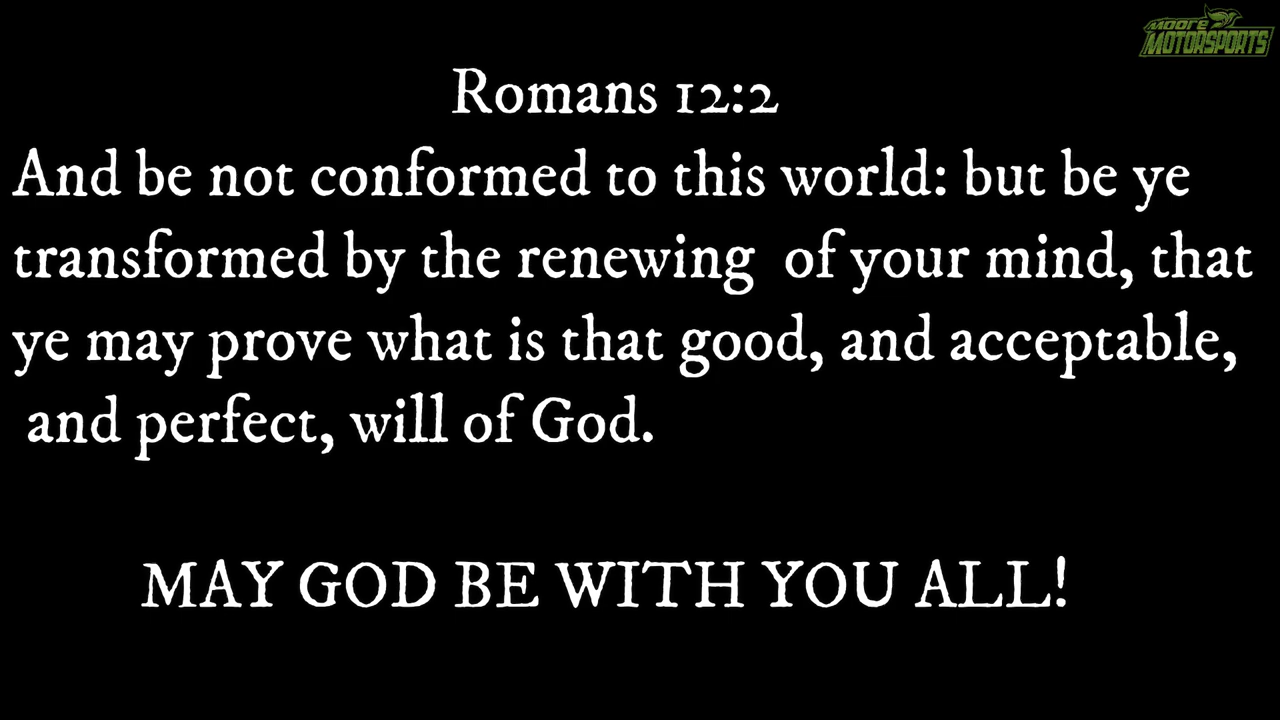 MOORE
MOTORSPORTS
Romans 12:2
And be not conformed to this world: but be ye
transformed by the renewing of your mind, that
ye may prove what is that good, and acceptable,
and perfect, will of God.
MAY GOD BE WITH YOU ALL!